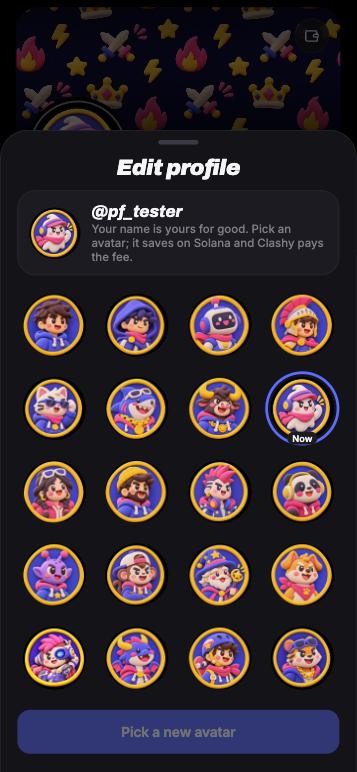 Edit profile
@pf_tester
Your name is yours for good. Pick an
avatar; it saves on Solana and Clashy pays
the fee.
Now
Pick a new avatar